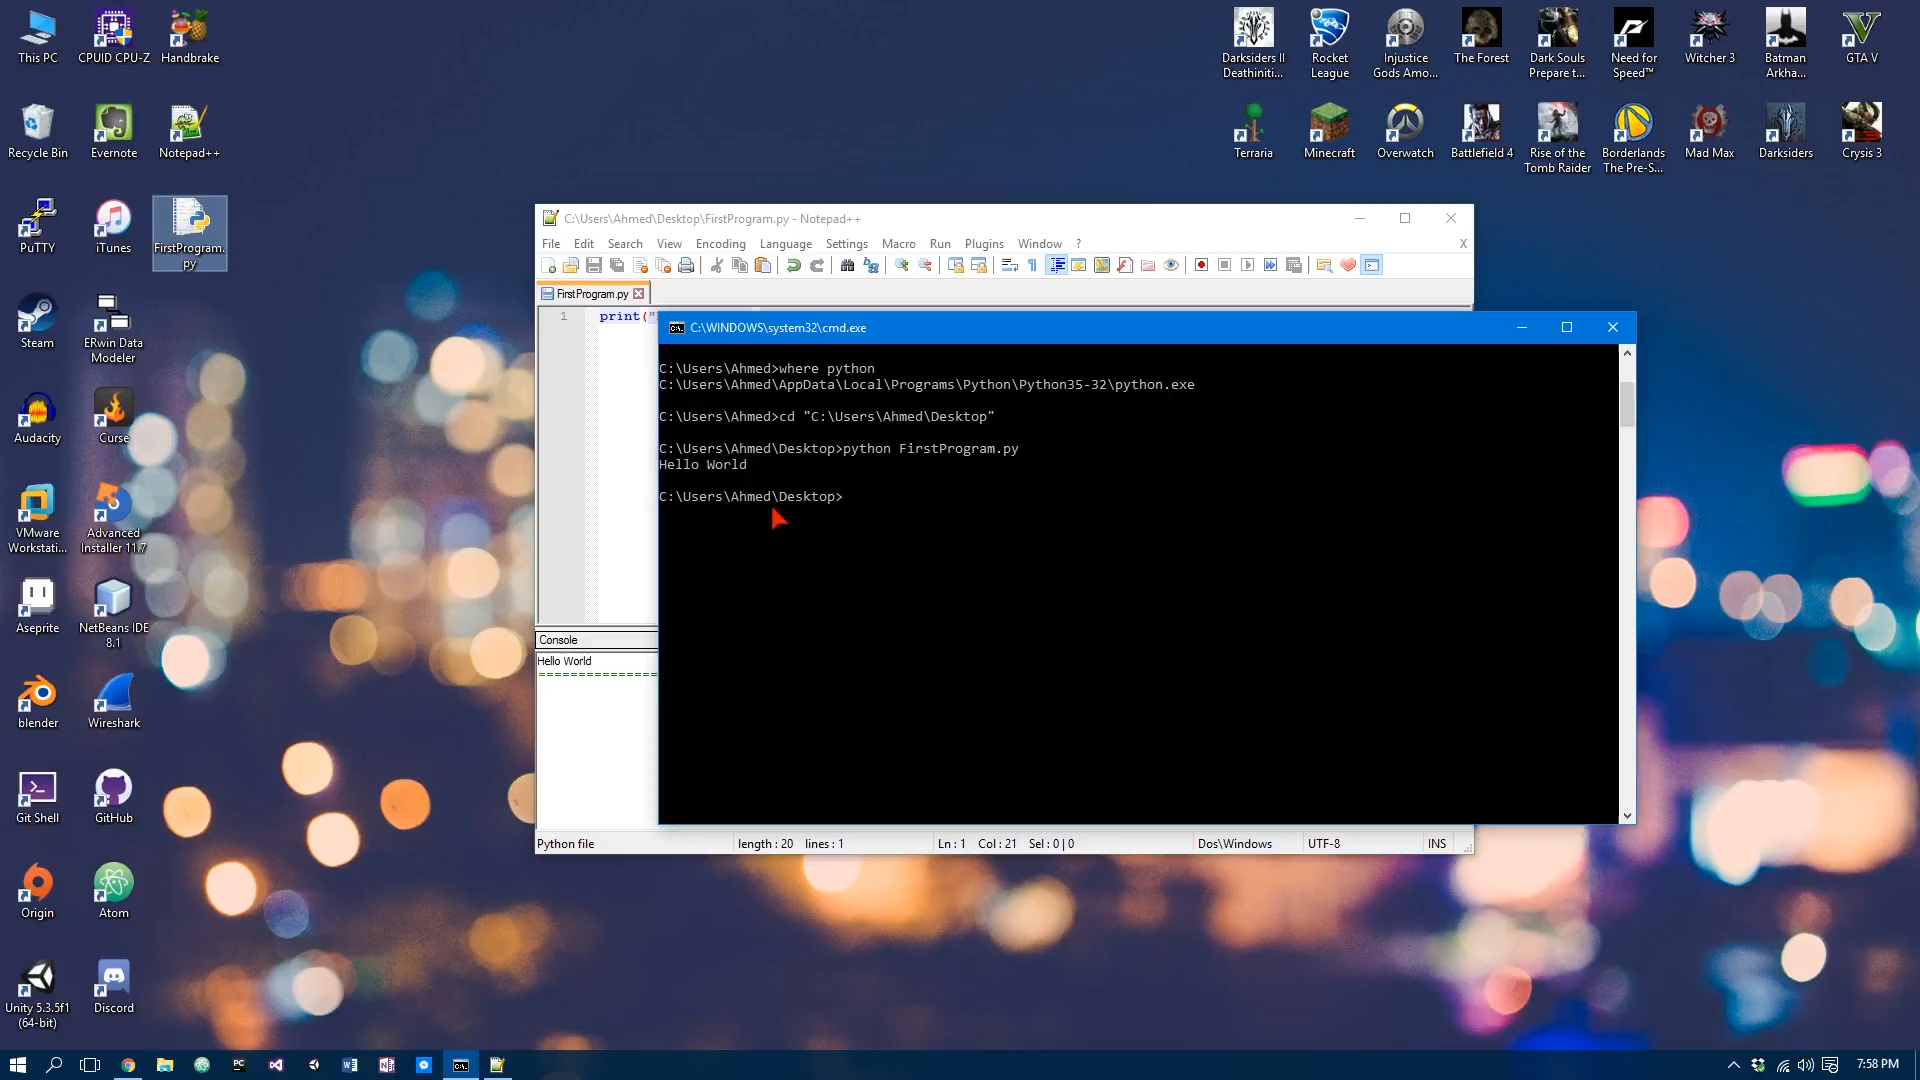 This PC
CPUID CPU-Z
Handbrake
Recycle Bin
Evernote
Notepad++
PuTTY
iTunes
FirstProgram.
py
Steam
ERwin Data
Modeler
Audacity
Curse
VMware
Workstati...
Advanced
Installer 11.7
Aseprite
NetBeans IDE
8.1
blender
Wireshark
Git Shell
GitHub
Origin
Atom
Unity 5.3.5f1
(64-bit)
Discord
Darksiders II
Deathiniti...
Rocket
League
Injustice
Gods Amo...
The Forest
Dark Souls
Prepare t...
Need for
Speed™
Witcher 3
Batman
Arkha...
GTA V
Terraria
Minecraft
Overwatch
Battlefield 4
Rise of the
Tomb Raider
Borderlands
The Pre-S...
Mad Max
Darksiders
Crysis 3
C:\Users\Ahmed\Desktop\FirstProgram.py - Notepad++
File Edit Search View Encoding Language Settings Macro Run Plugins Window ? X
FirstProgram.py
1 print("
C:\WINDOWS\system32\cmd.exe
C:\Users\Ahmed>where python
C:\Users\Ahmed\AppData\Local\Programs\Python\Python35-32\python.exe
C:\Users\Ahmed>cd "C:\Users\Ahmed\Desktop"
C:\Users\Ahmed\Desktop>python FirstProgram.py
Hello World
C:\Users\Ahmed\Desktop>
Console
Hello World
================
Python file length : 20 lines : 1 Ln : 1 Col : 21 Sel : 0 | 0 Dos\Windows UTF-8 INS
7:58 PM